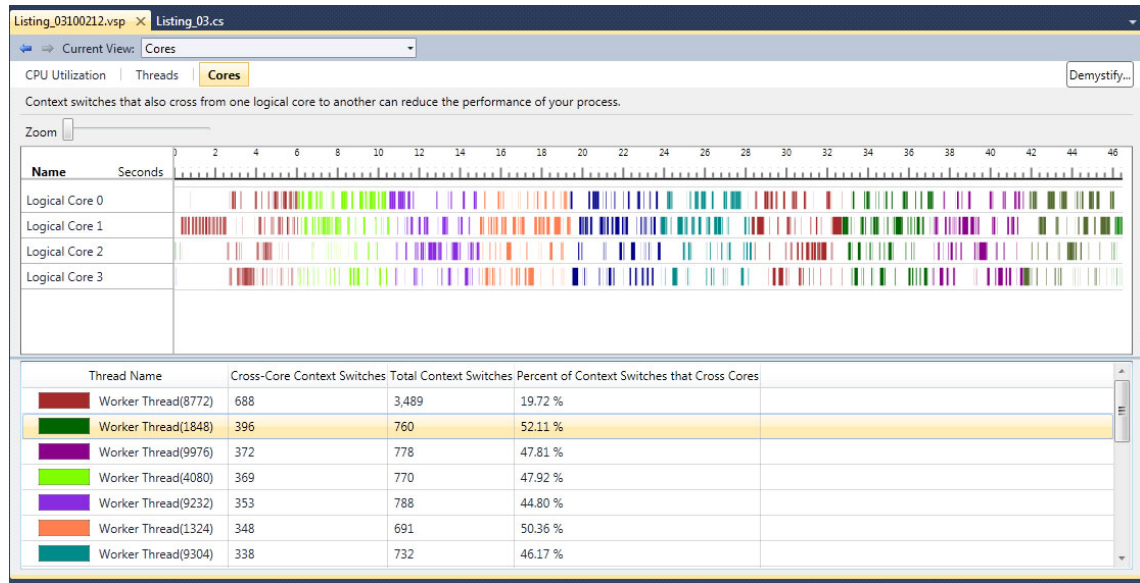 Listing_03100212.vsp Listing_03.cs
Current View: Cores
CPU Utilization Threads Cores Demystify...
Context switches that also cross from one logical core to another can reduce the performance of your process.
Zoom
Name Seconds 0 2 4 6 8 10 12 14 16 18 20 22 24 26 28 30 32 34 36 38 40 42 44 46
Logical Core 0
Logical Core 1
Logical Core 2
Logical Core 3
Thread Name Cross-Core Context Switches Total Context Switches Percent of Context Switches that Cross Cores
Worker Thread(8772) 688 3,489 19.72 %
Worker Thread(1848) 396 760 52.11 %
Worker Thread(9976) 372 778 47.81 %
Worker Thread(4080) 369 770 47.92 %
Worker Thread(9232) 353 788 44.80 %
Worker Thread(1324) 348 691 50.36 %
Worker Thread(9304) 338 732 46.17 %